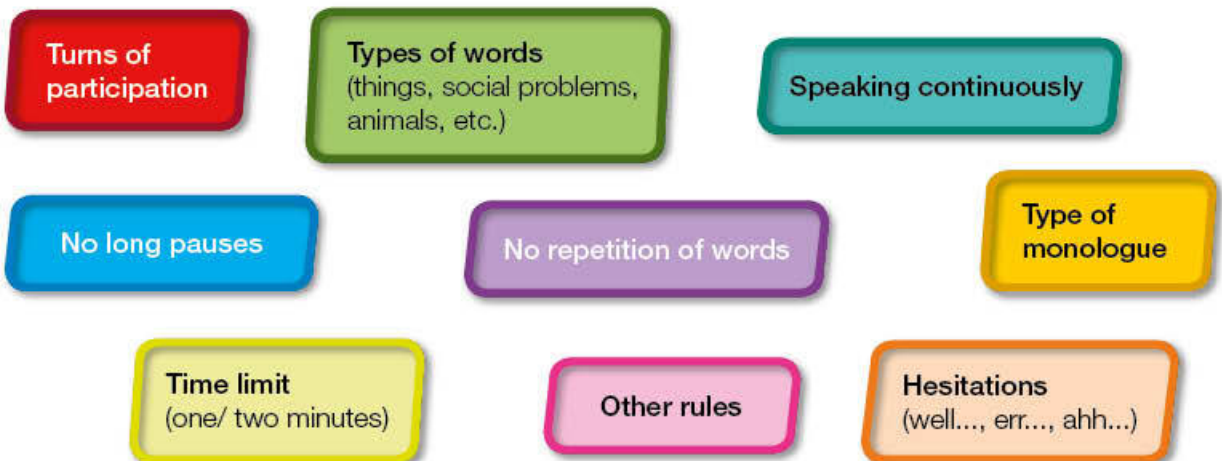 Turns of
participation
Types of words
(things, social problems,
animals, etc.)
Speaking continuously
No long pauses
No repetition of words
Type of
monologue
Time limit
(one/ two minutes)
Other rules
Hesitations
(well..., err..., ahh...)